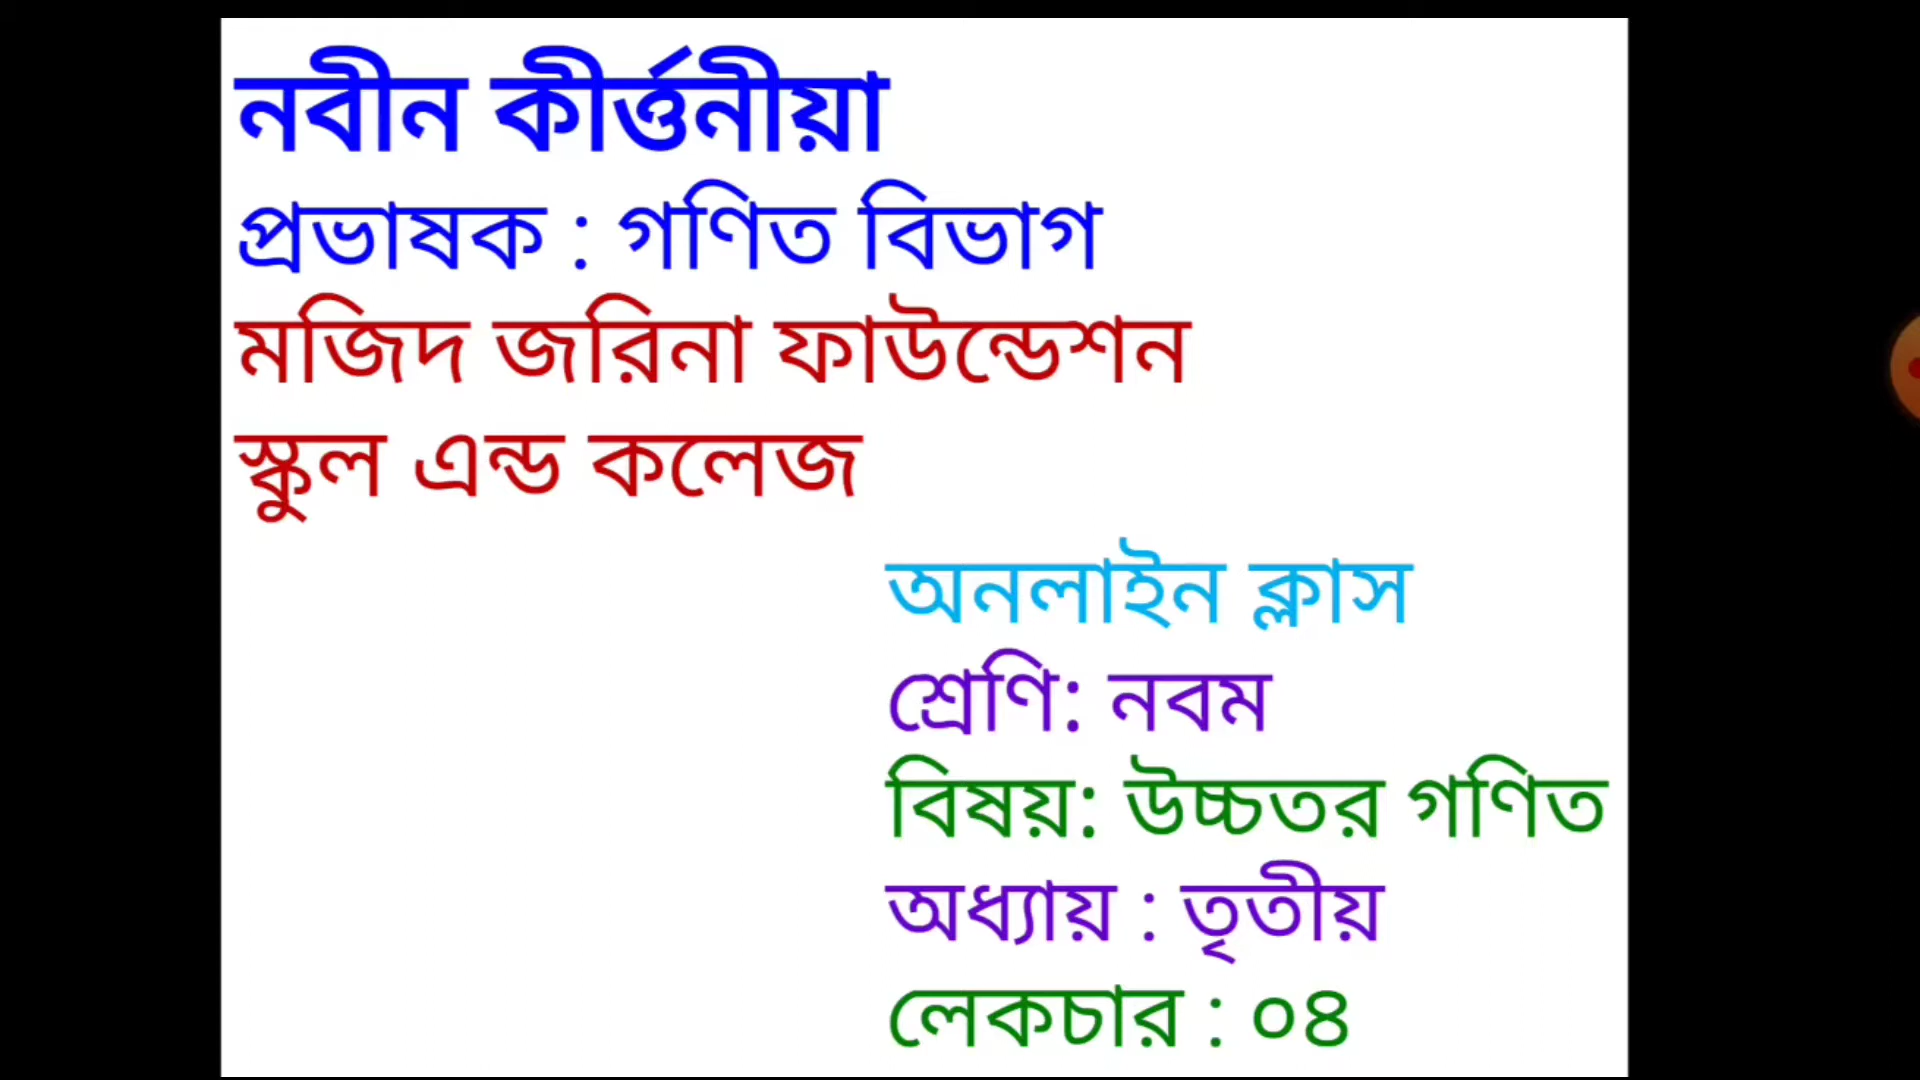 নবীন কীর্ত্তনীয়া
প্রভাষক : গণিত বিভাগ
মজিদ জরিনা ফাউন্ডেশন
স্কুল এন্ড কলেজ
অনলাইন ক্লাস
শ্রেণি: নবম
বিষয়: উচ্চতর গণিত
অধ্যায় : তৃতীয়
লেকচার : ০৪